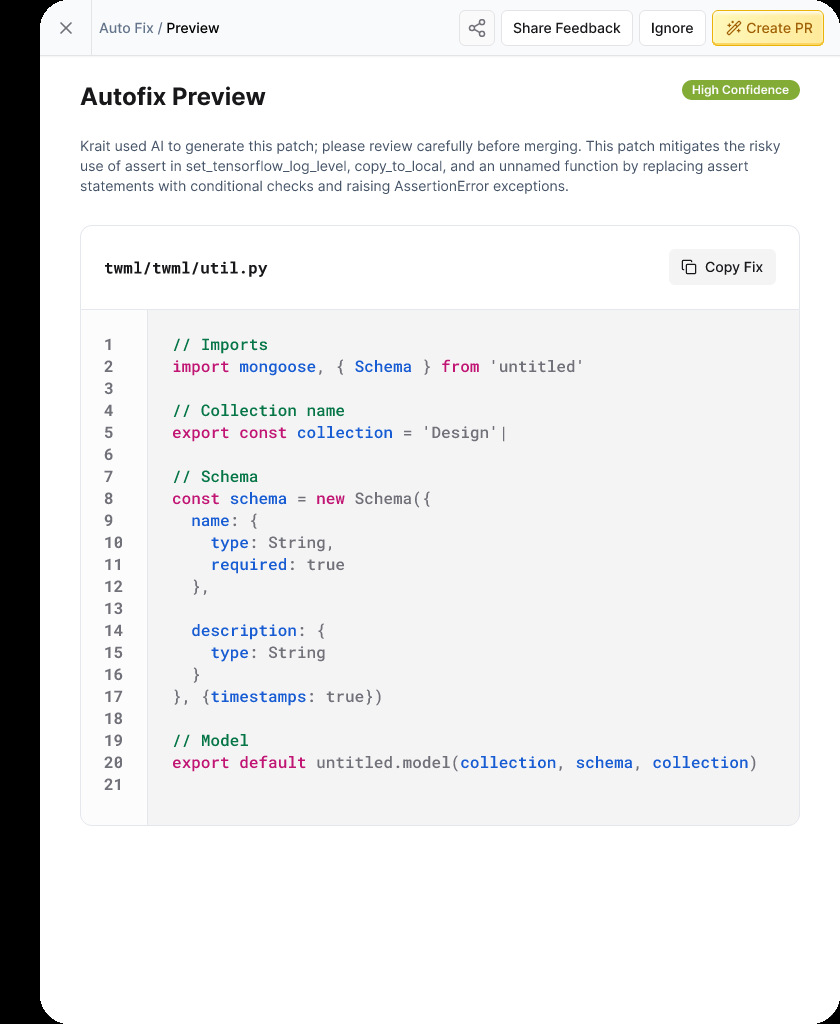 Auto Fix / Preview
Share Feedback
Ignore
Create PR
Autofix Preview
High Confidence
Krait used AI to generate this patch; please review carefully before merging. This patch mitigates the risky
use of assert in set_tensorflow_log_level, copy_to_local, and an unnamed function by replacing assert
statements with conditional checks and raising AssertionError exceptions.
twml/twml/util.py
Copy Fix
1 // Imports
2 import mongoose, { Schema } from 'untitled'
3
4 // Collection name
5 export const collection = 'Design'|
6
7 // Schema
8 const schema = new Schema({
9   name: {
10     type: String,
11     required: true
12   },
13
14   description: {
15     type: String
16   }
17 }, {timestamps: true})
18
19 // Model
20 export default untitled.model(collection, schema, collection)
21